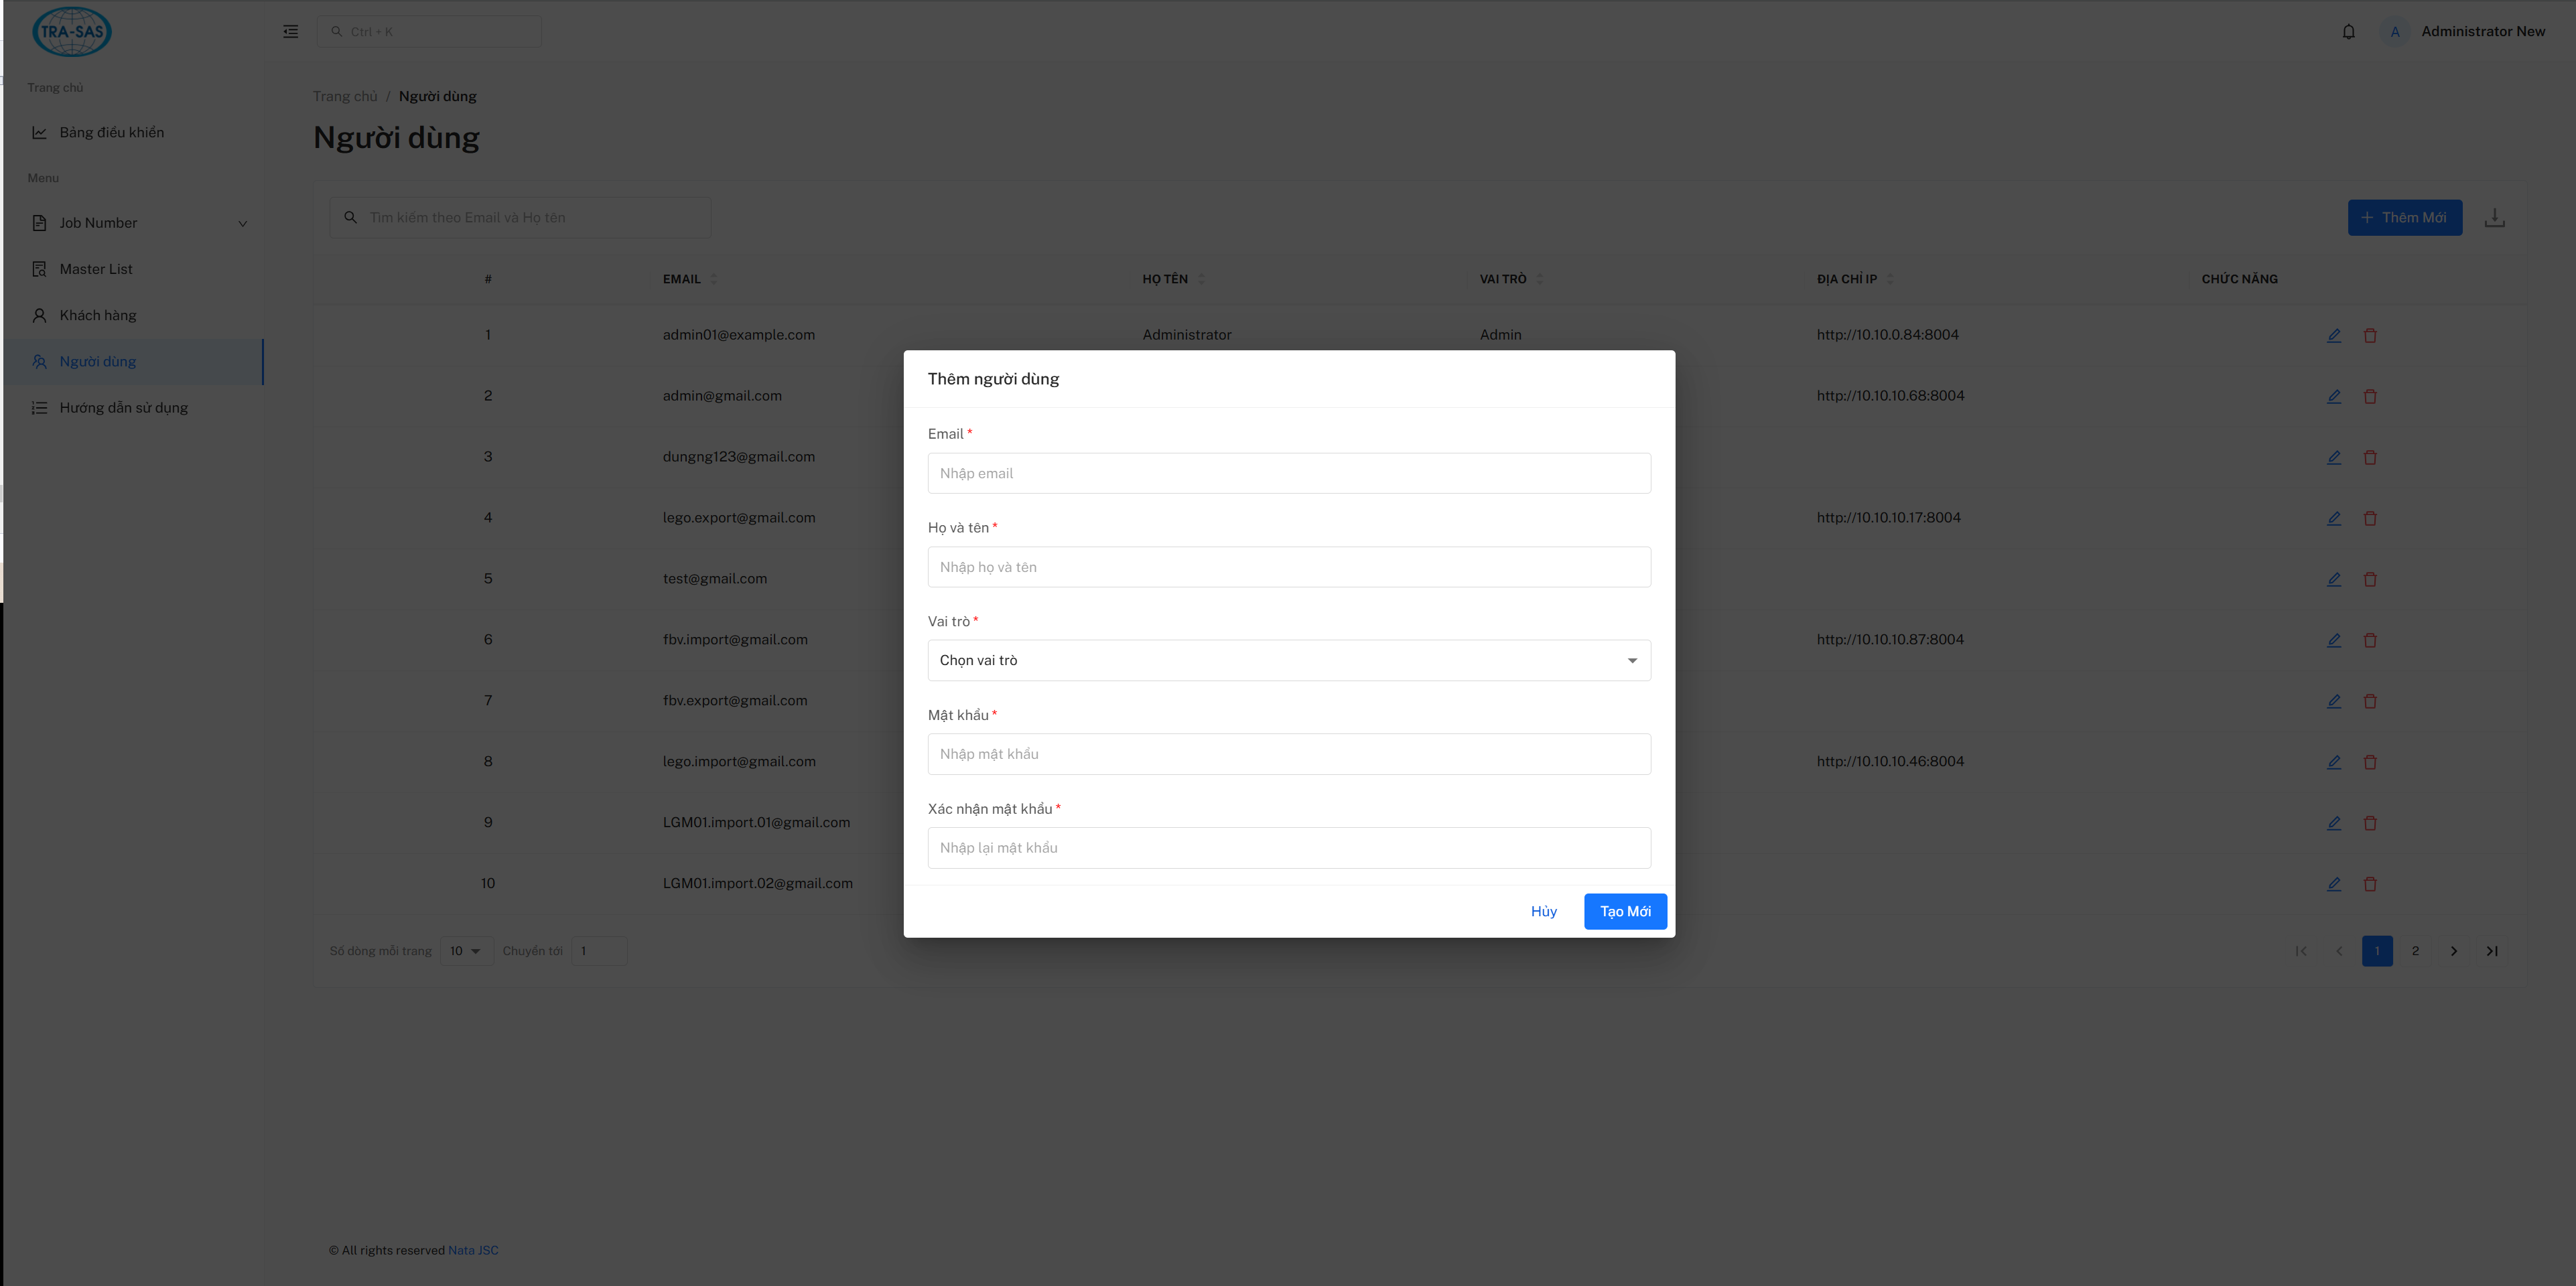 TRA-SAS
Ctrl + K
A
Administrator New
Trang chủ
Bảng điều khiển
Menu
Job Number
Master List
Khách hàng
Người dùng
Hướng dẫn sử dụng
Trang chủ / Người dùng
Người dùng
Tìm kiếm theo Email và Họ tên
+ Thêm Mới
# EMAIL HỌ TÊN VAI TRÒ ĐỊA CHỈ IP CHỨC NĂNG
1 admin01@example.com Administrator Admin http://10.10.0.84:8004
2 admin@gmail.com http://10.10.10.68:8004
3 dungng123@gmail.com
4 lego.export@gmail.com http://10.10.10.17:8004
5 test@gmail.com
6 fbv.import@gmail.com http://10.10.10.87:8004
7 fbv.export@gmail.com
8 lego.import@gmail.com http://10.10.10.46:8004
9 LGM01.import.01@gmail.com
10 LGM01.import.02@gmail.com
Số dòng mỗi trang 10 Chuyển tới 1
1 2
Thêm người dùng
Email *
Nhập email
Họ và tên *
Nhập họ và tên
Vai trò *
Chọn vai trò
Mật khẩu *
Nhập mật khẩu
Xác nhận mật khẩu *
Nhập lại mật khẩu
Hủy Tạo Mới
© All rights reserved Nata JSC